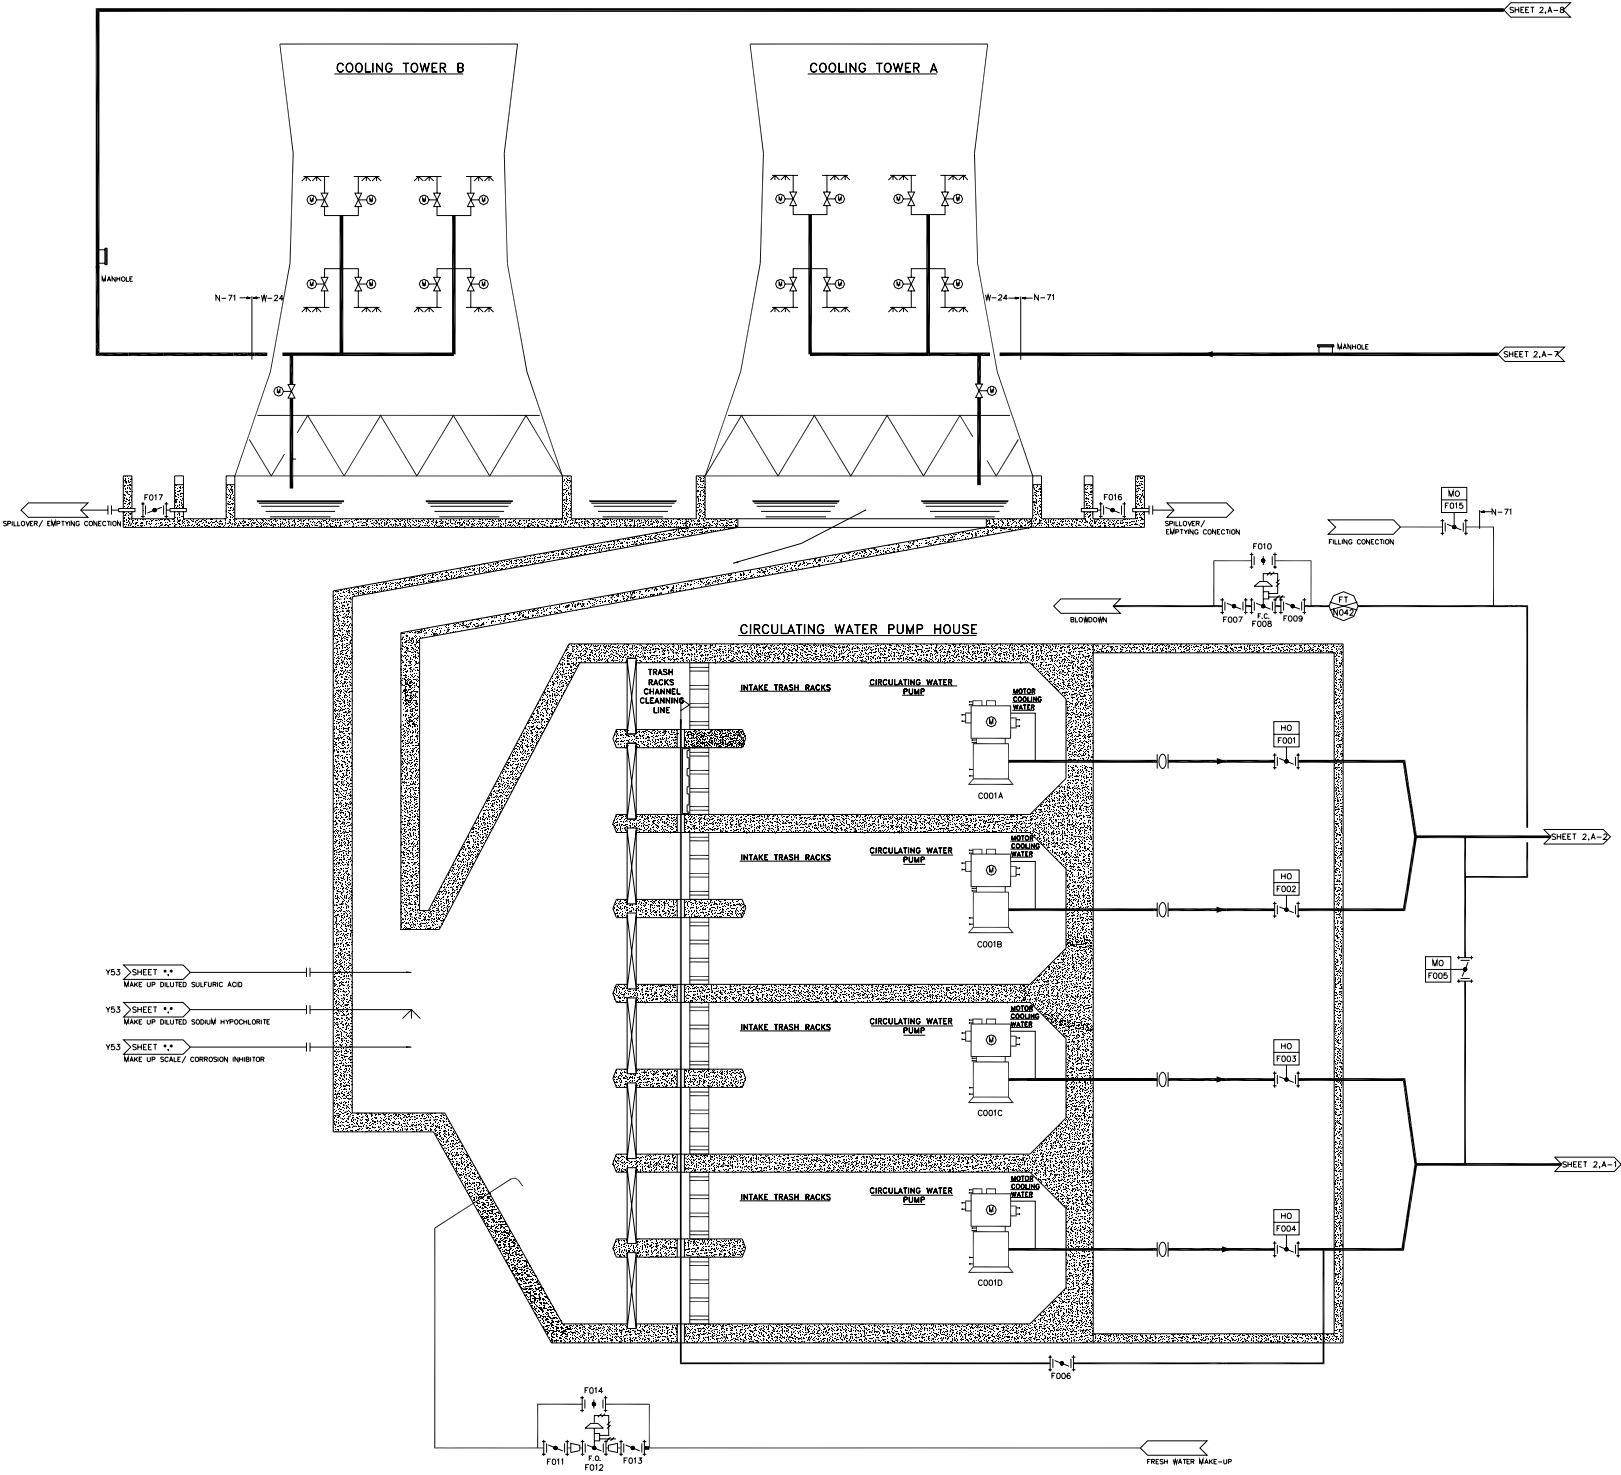 SHEET 2,A-8
COOLING TOWER B
COOLING TOWER A
M
M
M
M
M
M
M
M
MANHOLE
M
M
M
M
M
M
M
M
N-71
W-24
W-24
N-71
MANHOLE
SHEET 2,A-7
M
M
F017
SPILLOVER/ EMPTYING CONECTION
F016
SPILLOVER/
EMPTYING CONECTION
MO
F015
N-71
FILLING CONECTION
F010
BLOWDOWN
F007
F.C.
F008
F009
FT
N042
CIRCULATING WATER PUMP HOUSE
TRASH
RACKS
CHANNEL
CLEANNING
LINE
INTAKE TRASH RACKS
CIRCULATING WATER
PUMP
MOTOR
COOLING
WATER
M
C001A
HO
F001
SHEET 2,A-2
INTAKE TRASH RACKS
CIRCULATING WATER
PUMP
MOTOR
COOLING
WATER
M
C001B
HO
F002
MO
F005
Y53
SHEET *,*
MAKE UP DILUTED SULFURIC ACID
Y53
SHEET *,*
MAKE UP DILUTED SODIUM HYPOCHLORITE
Y53
SHEET *,*
MAKE UP SCALE/ CORROSION INHIBITOR
INTAKE TRASH RACKS
CIRCULATING WATER
PUMP
MOTOR
COOLING
WATER
M
C001C
HO
F003
SHEET 2,A-1
INTAKE TRASH RACKS
CIRCULATING WATER
PUMP
MOTOR
COOLING
WATER
M
C001D
HO
F004
F006
F014
F011
F.O.
F012
F013
FRESH WATER MAKE-UP